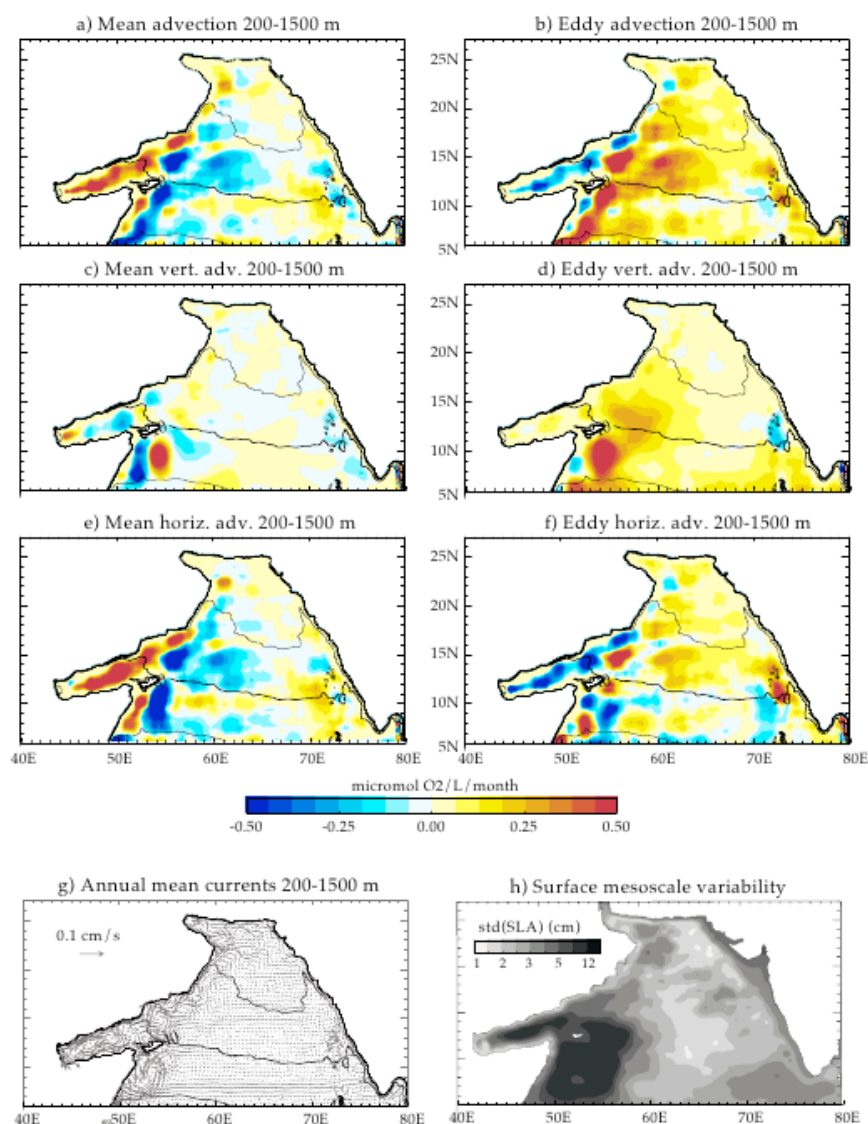 a) Mean advection 200-1500 m
b) Eddy advection 200-1500 m
25N
20N
15N
10N
5N
c) Mean vert. adv. 200-1500 m
d) Eddy vert. adv. 200-1500 m
25N
20N
15N
10N
5N
e) Mean horiz. adv. 200-1500 m
f) Eddy horiz. adv. 200-1500 m
25N
20N
15N
10N
5N
40E 50E 60E 70E 80E
40E 50E 60E 70E 80E
micromol O2/L/month
-0.50 -0.25 0.00 0.25 0.50
g) Annual mean currents 200-1500 m
h) Surface mesoscale variability
0.1 cm/s
std(SLA) (cm)
1 2 3 5 12
40E 50E 60E 70E 80E
40E 50E 60E 70E 80E